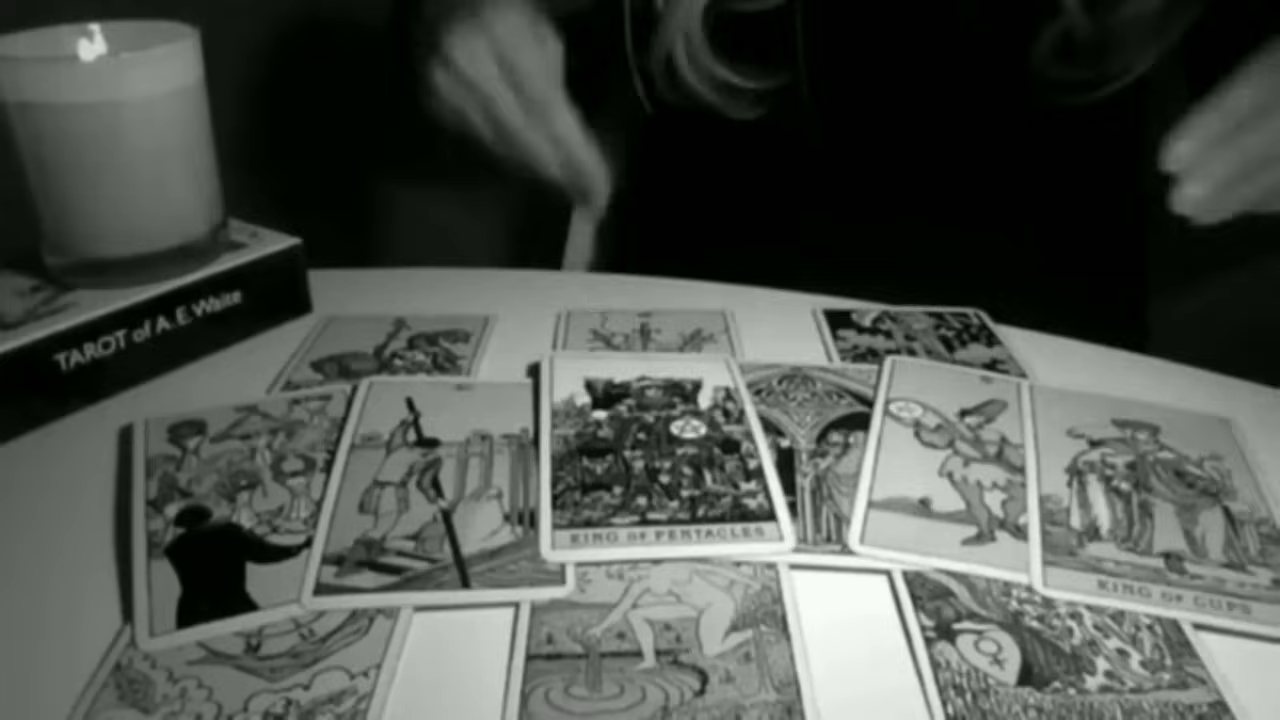 TAROT of A.E. Waite
KING of PENTACLES
KING of CUPS